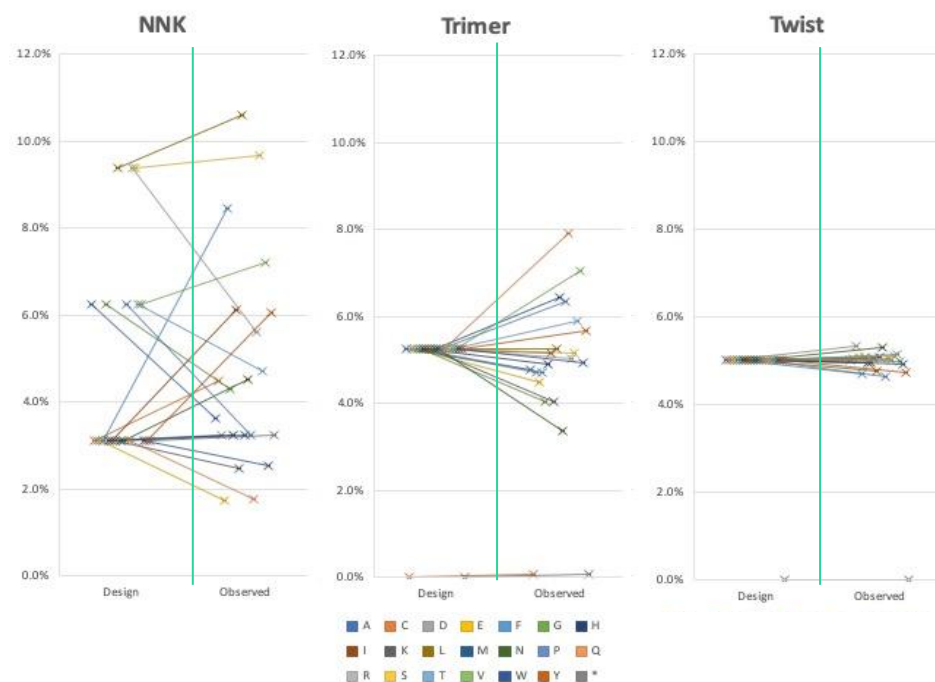 NNK
12.0%
10.0%
8.0%
6.0%
4.0%
2.0%
0.0%
Design Observed
Trimer
12.0%
10.0%
8.0%
6.0%
4.0%
2.0%
0.0%
Design Observed
Twist
12.0%
10.0%
8.0%
6.0%
4.0%
2.0%
0.0%
Design Observed
A C D E F G H
I K L M N P Q
R S T V W Y *